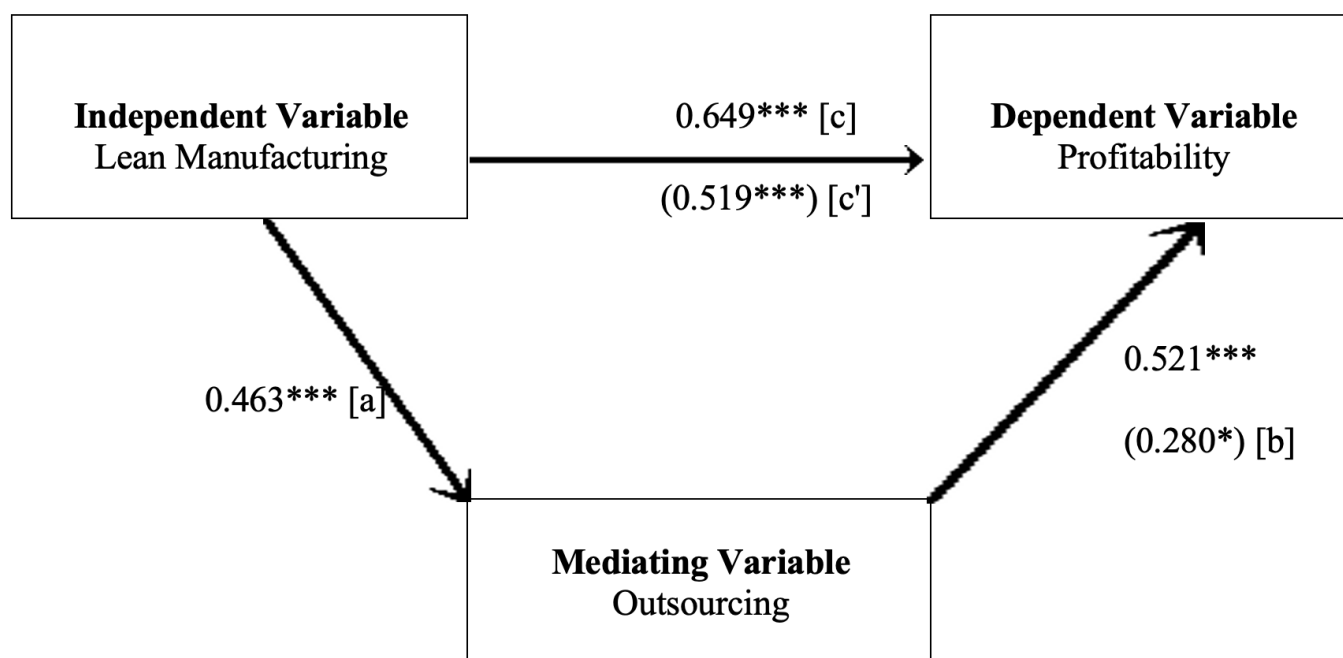 Independent Variable
Lean Manufacturing
0.649*** [c]
(0.519***) [c']
Dependent Variable
Profitability
0.463*** [a]
0.521***
(0.280*) [b]
Mediating Variable
Outsourcing